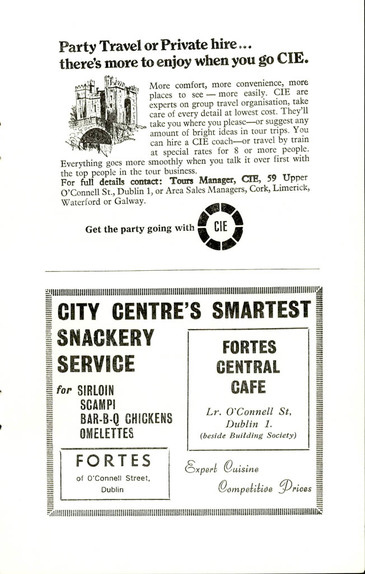 Party Travel or Private hire...
there's more to enjoy when you go CIE.
More comfort, more convenience, more
places to see — more easily. CIE are
experts on group travel organisation, take
care of every detail at lowest cost. They'll
take you where you please—or suggest any
amount of bright ideas in tour trips. You
can hire a CIE coach—or travel by train
at special rates for 8 or more people.
Everything goes more smoothly when you talk it over first with
the top people in the tour business.
For full details contact: Tours Manager, CIE, 59 Upper
O'Connell St., Dublin 1, or Area Sales Managers, Cork, Limerick,
Waterford or Galway.
Get the party going with
CIE
CITY CENTRE'S SMARTEST
SNACKERY
SERVICE
for SIRLOIN
SCAMPI
BAR-B-Q CHICKENS
OMELETTES
FORTES
of O'Connell Street,
Dublin
FORTES
CENTRAL
CAFE
Lr. O'Connell St,
Dublin 1.
(beside Building Society)
Expert Cuisine
Competitive Prices